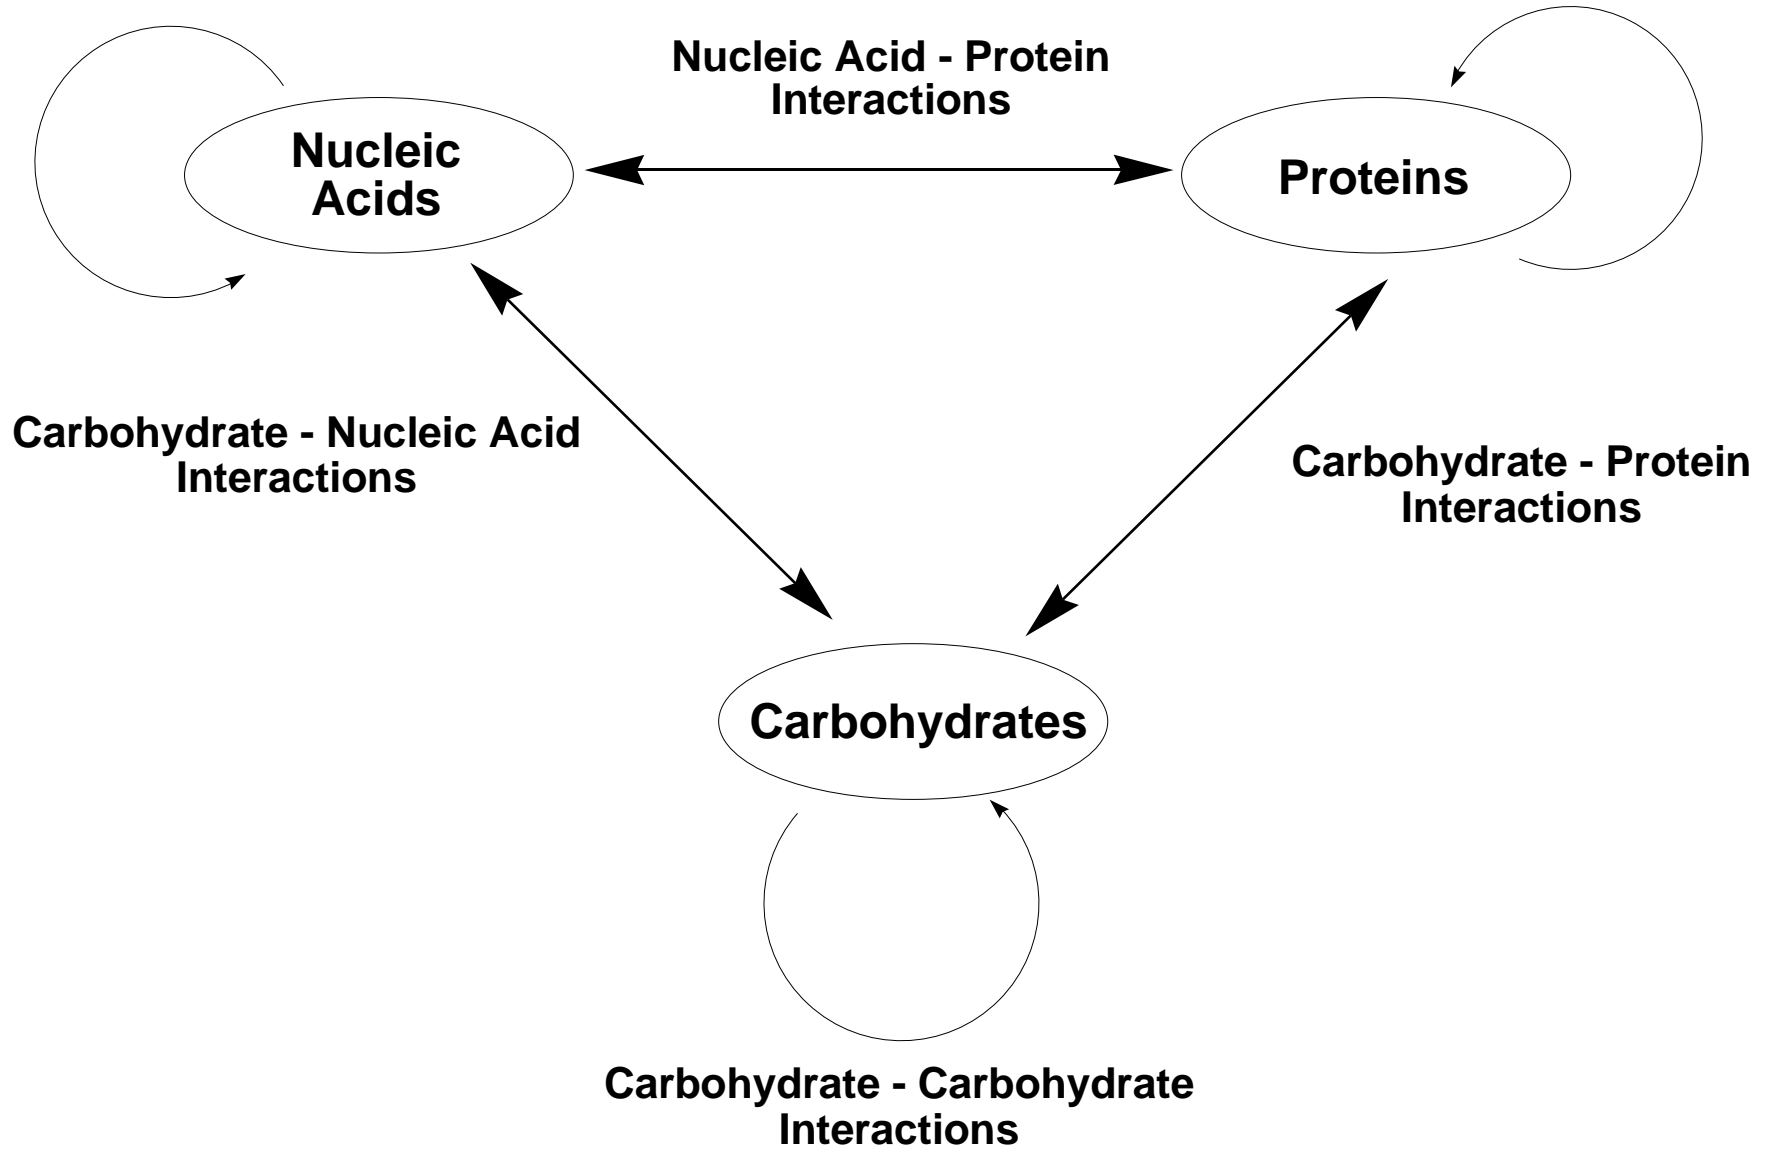 Nucleic Acid - Protein
Interactions
Nucleic
Acids
Proteins
Carbohydrate - Nucleic Acid
Interactions
Carbohydrate - Protein
Interactions
Carbohydrates
Carbohydrate - Carbohydrate
Interactions